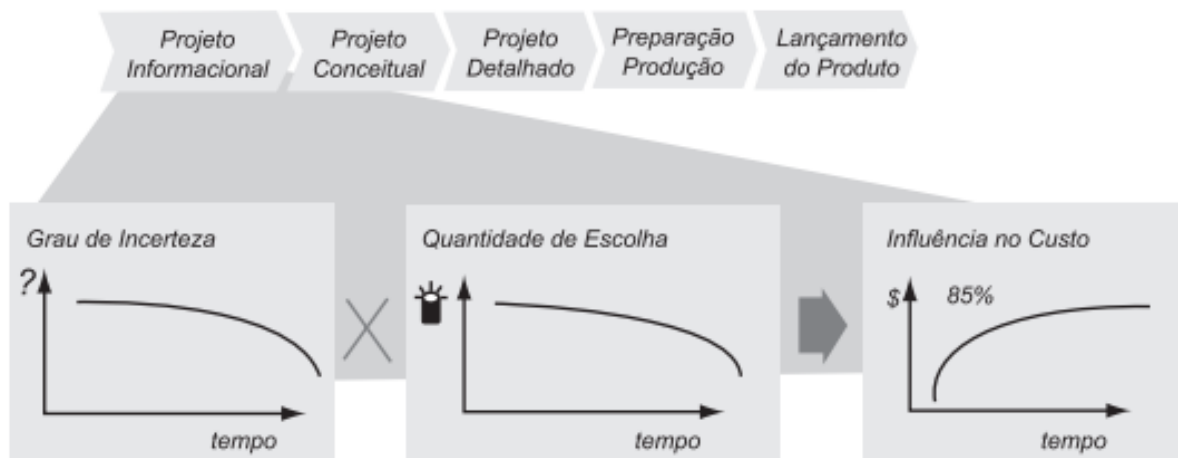 Projeto
Informacional
Projeto
Conceitual
Projeto
Detalhado
Preparação
Produção
Lançamento
do Produto
Grau de Incerteza
?
tempo
Quantidade de Escolha
tempo
Influência no Custo
$ 85%
tempo